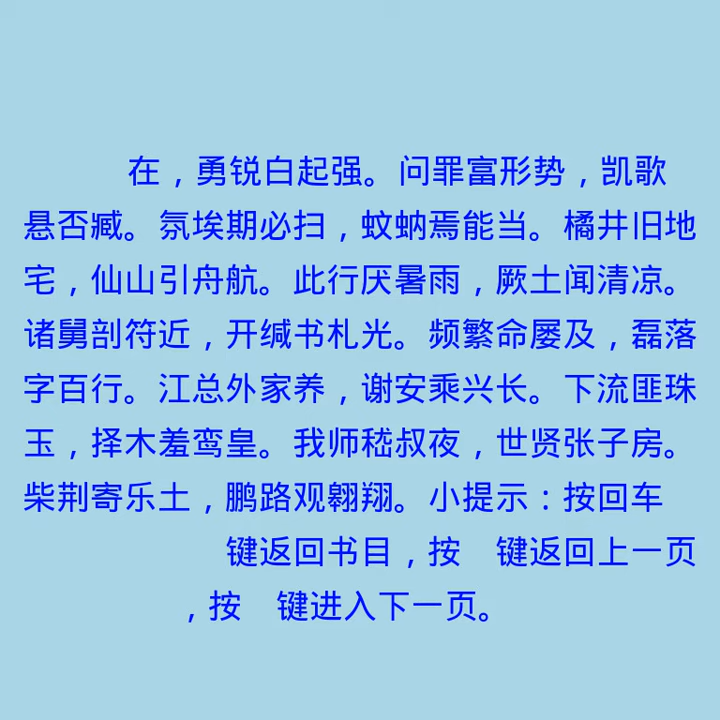 在，勇锐白起强。问罪富形势，凯歌
悬否臧。氛埃期必扫，蚊蚋焉能当。橘井旧地
宅，仙山引舟航。此行厌暑雨，厥土闻清凉。
诸舅剖符近，开缄书札光。频繁命屡及，磊落
字百行。江总外家养，谢安乘兴长。下流匪珠
玉，择木羞鸾皇。我师嵇叔夜，世贤张子房。
柴荆寄乐土，鹏路观翱翔。小提示：按回车
键返回书目，按 键返回上一页
，按 键进入下一页。